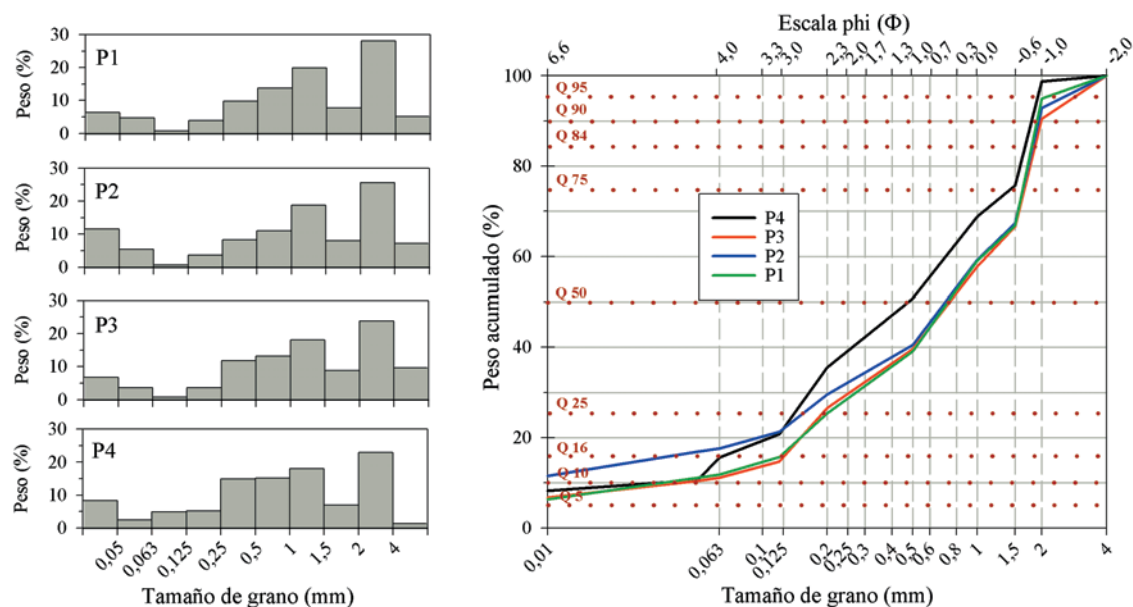 P1
Peso (%)
30
20
10
0
P2
Peso (%)
30
20
10
0
P3
Peso (%)
30
20
10
0
P4
Peso (%)
30
20
10
0
0,05 0,063 0,125 0,25 0,5 1 1,5 2 4
Tamaño de grano (mm)
Escala phi (Φ)
6,6 4,0 3,3 3,0 2,3 2,0 1,7 1,3 1,0 0,7 0,3 0,0 -0,6 -1,0 -2,0
Peso acumulado (%)
100
80
60
40
20
0
Q 95
Q 90
Q 84
Q 75
Q 50
Q 25
Q 16
Q 10
Q 5
P4
P3
P2
P1
0,01 0,063 0,1 0,125 0,2 0,25 0,3 0,4 0,5 0,6 0,8 1 1,5 2 4
Tamaño de grano (mm)